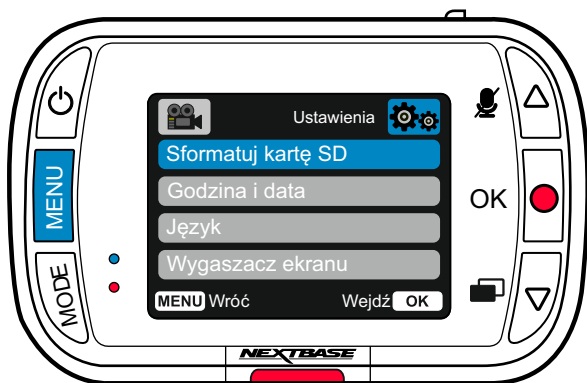 Ustawienia
Sformatuj kartę SD
Godzina i data
Język
Wygaszacz ekranu
MENU Wróć Wejdź OK
MENU
MODE
OK
NEXTBASE